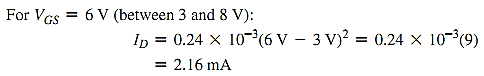 For V_GS = 6 V (between 3 and 8 V):
I_D = 0.24 × 10⁻³(6 V − 3 V)² = 0.24 × 10⁻³(9)
= 2.16 mA